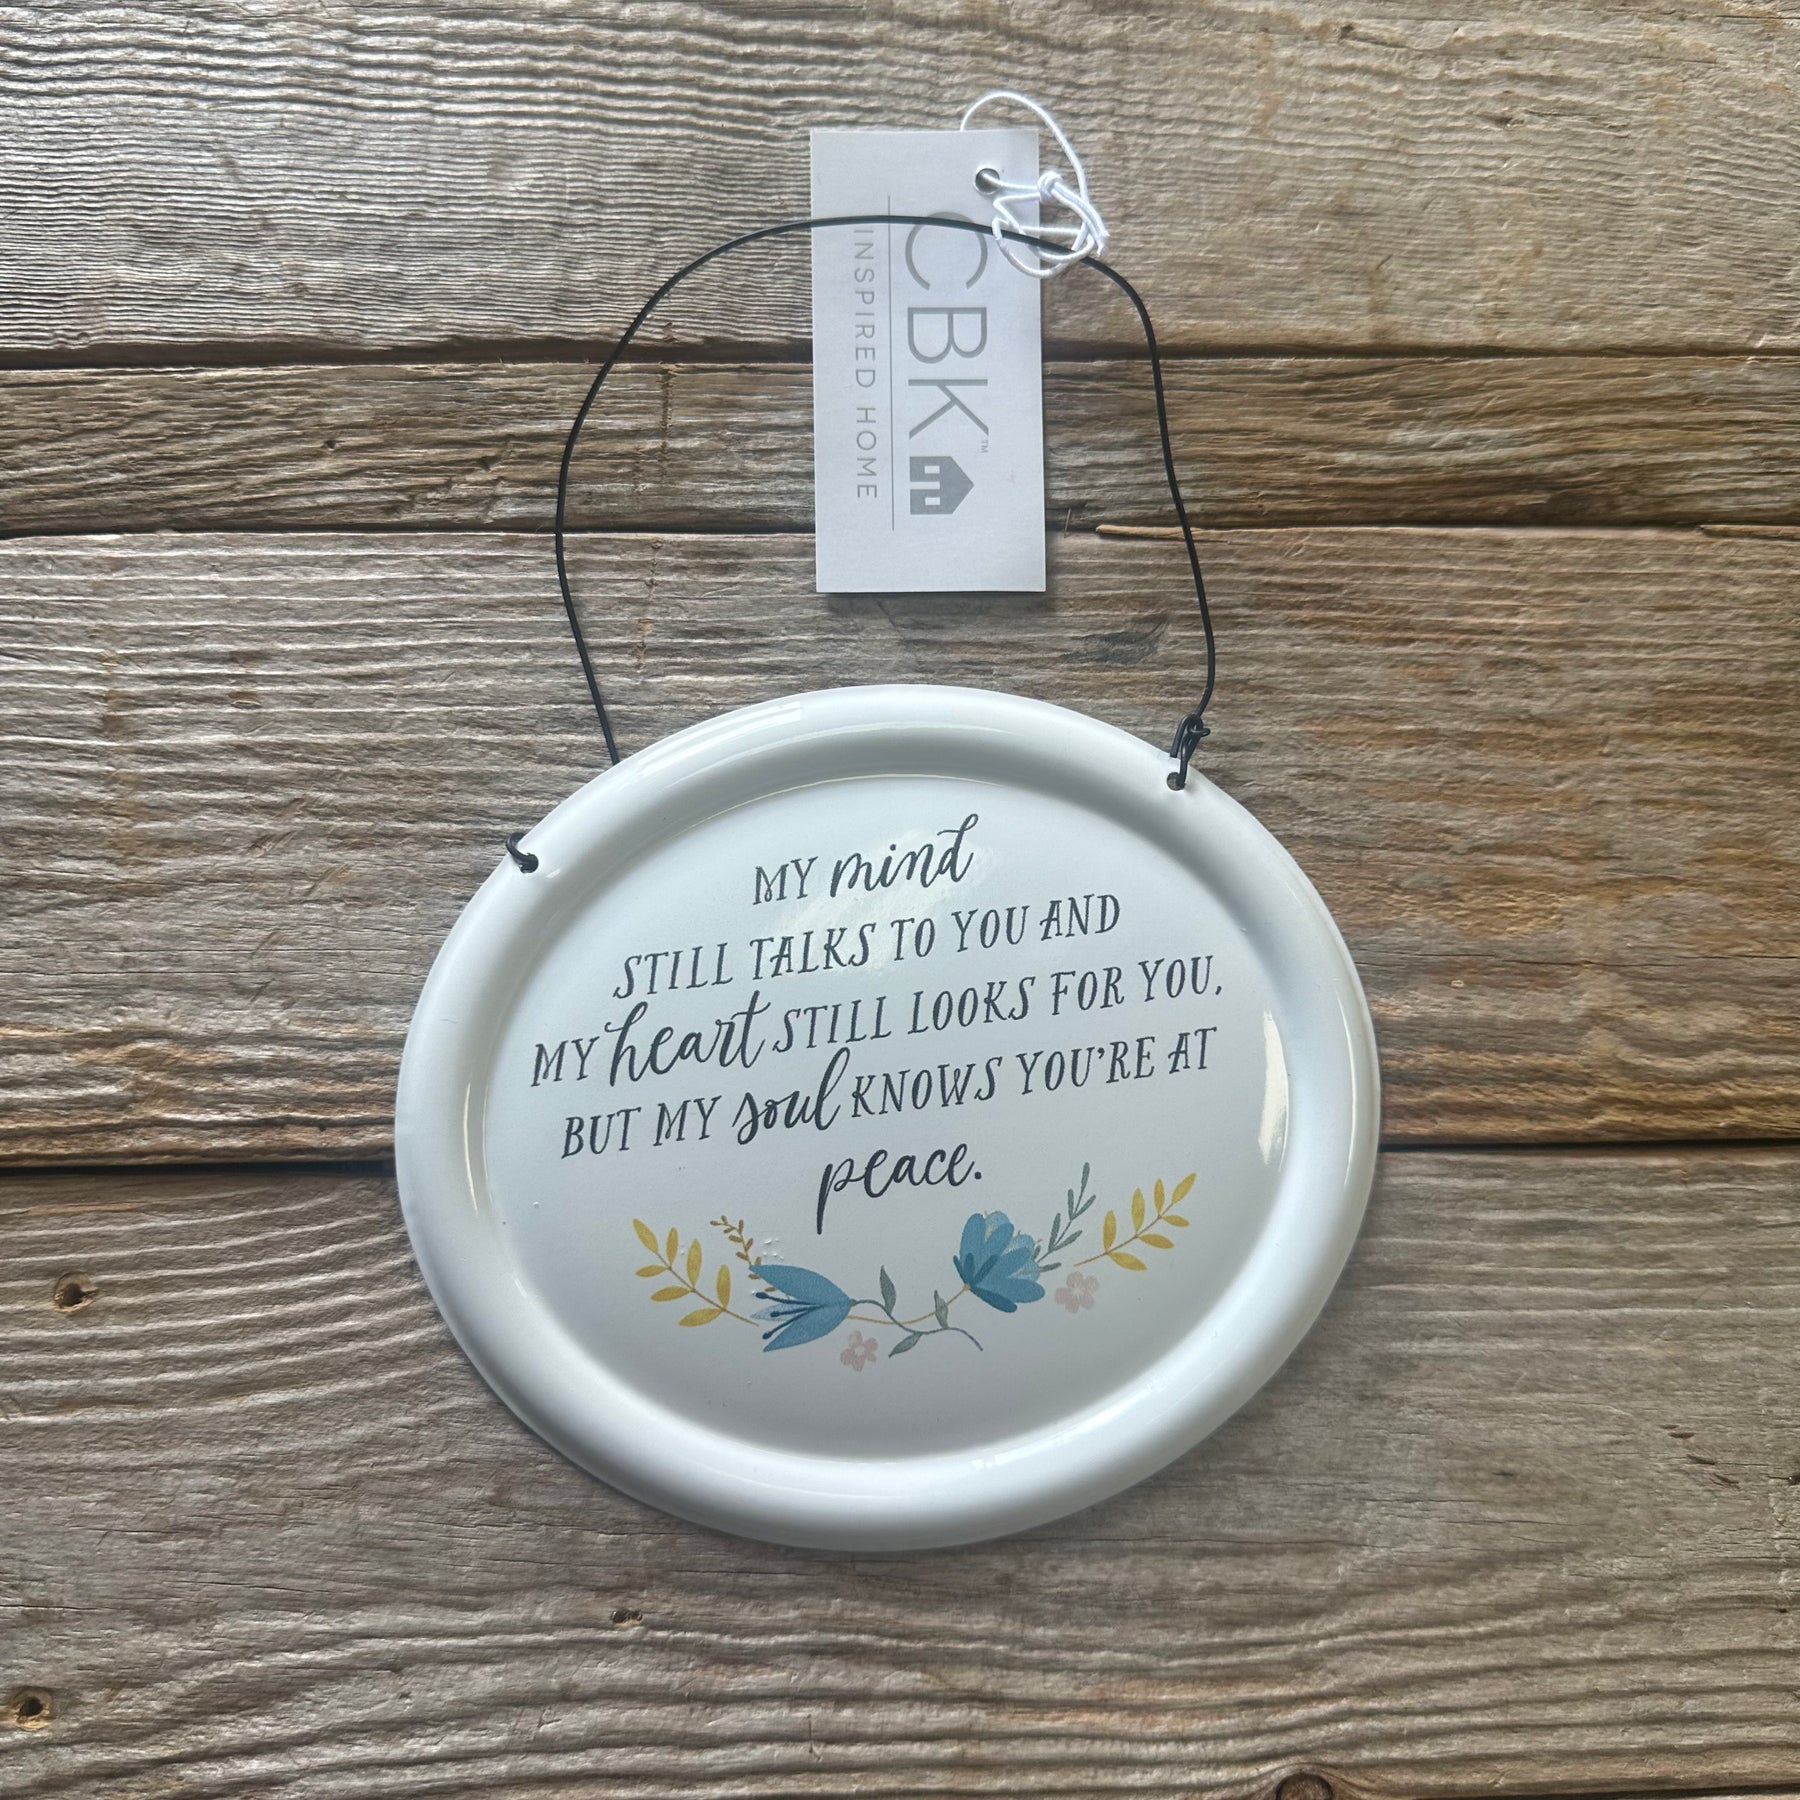 CBK™
INSPIRED HOME
MY mind
STILL TALKS TO YOU AND
MY heart STILL LOOKS FOR YOU,
BUT MY soul KNOWS YOU'RE AT
peace.